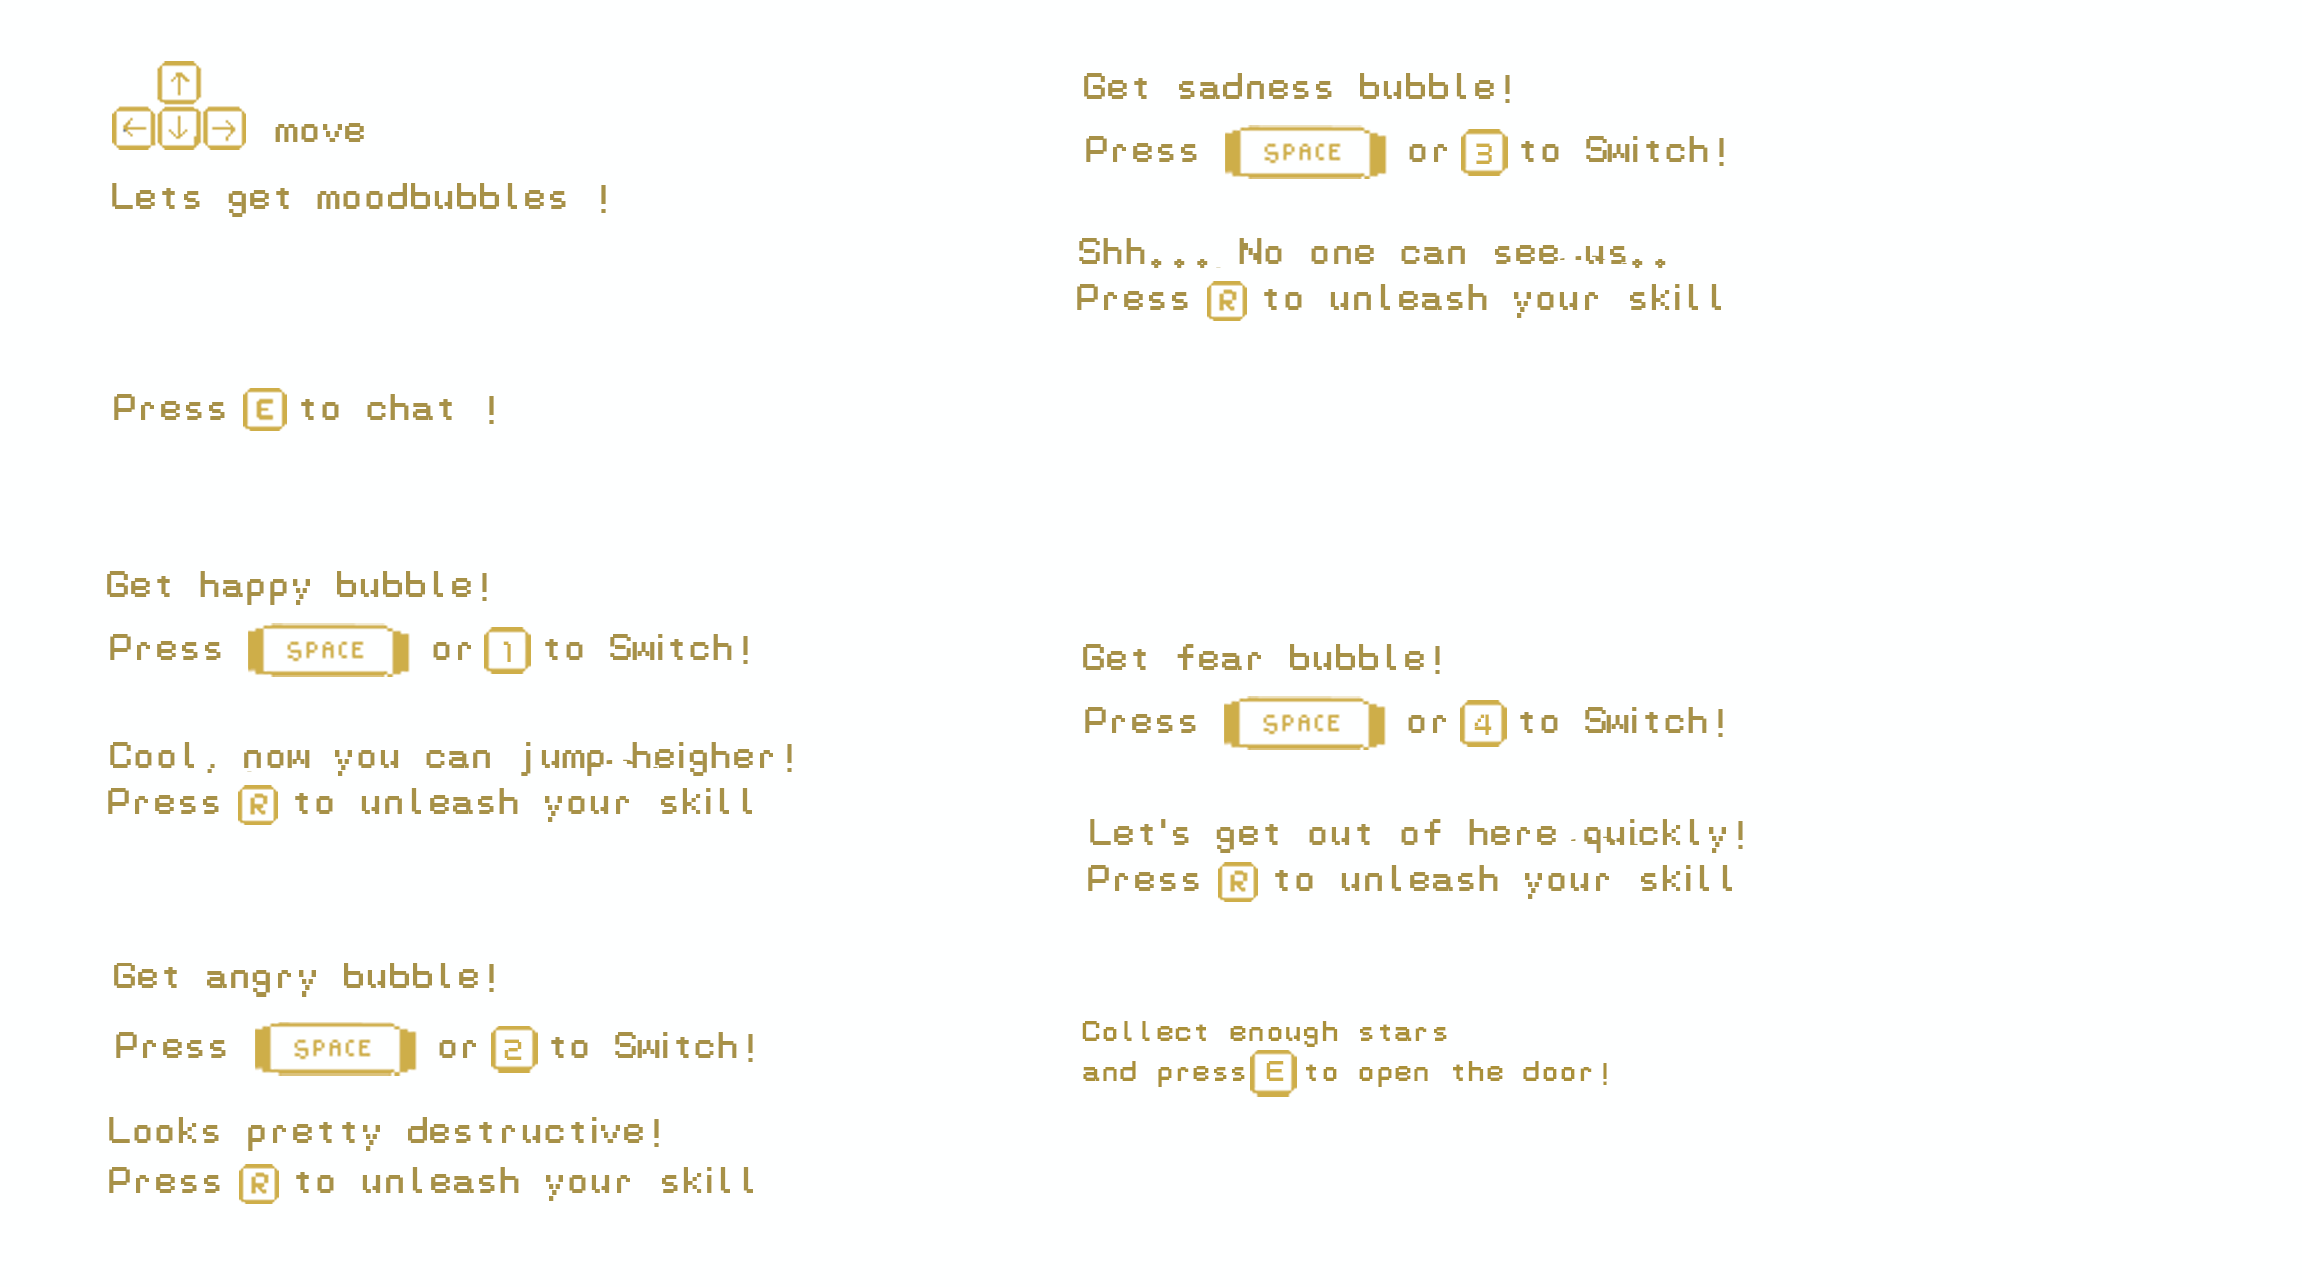 ↑
← ↓ → move
Lets get moodbubbles !
Press E to chat !
Get happy bubble!
Press SPACE or 1 to Switch!
Cool, now you can jump heigher!
Press R to unleash your skill
Get angry bubble!
Press SPACE or 2 to Switch!
Looks pretty destructive!
Press R to unleash your skill
Get sadness bubble!
Press SPACE or 3 to Switch!
Shh... No one can see us..
Press R to unleash your skill
Get fear bubble!
Press SPACE or 4 to Switch!
Let's get out of here quickly!
Press R to unleash your skill
Collect enough stars
and press E to open the door!